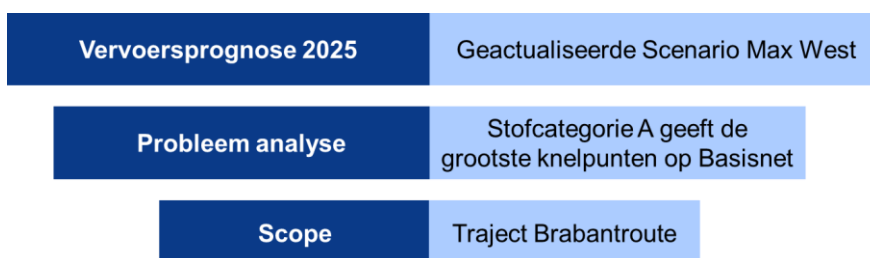 Vervoersprognose 2025
Geactualiseerde Scenario Max West
Probleem analyse
Stofcategorie A geeft de
grootste knelpunten op Basisnet
Scope
Traject Brabantroute